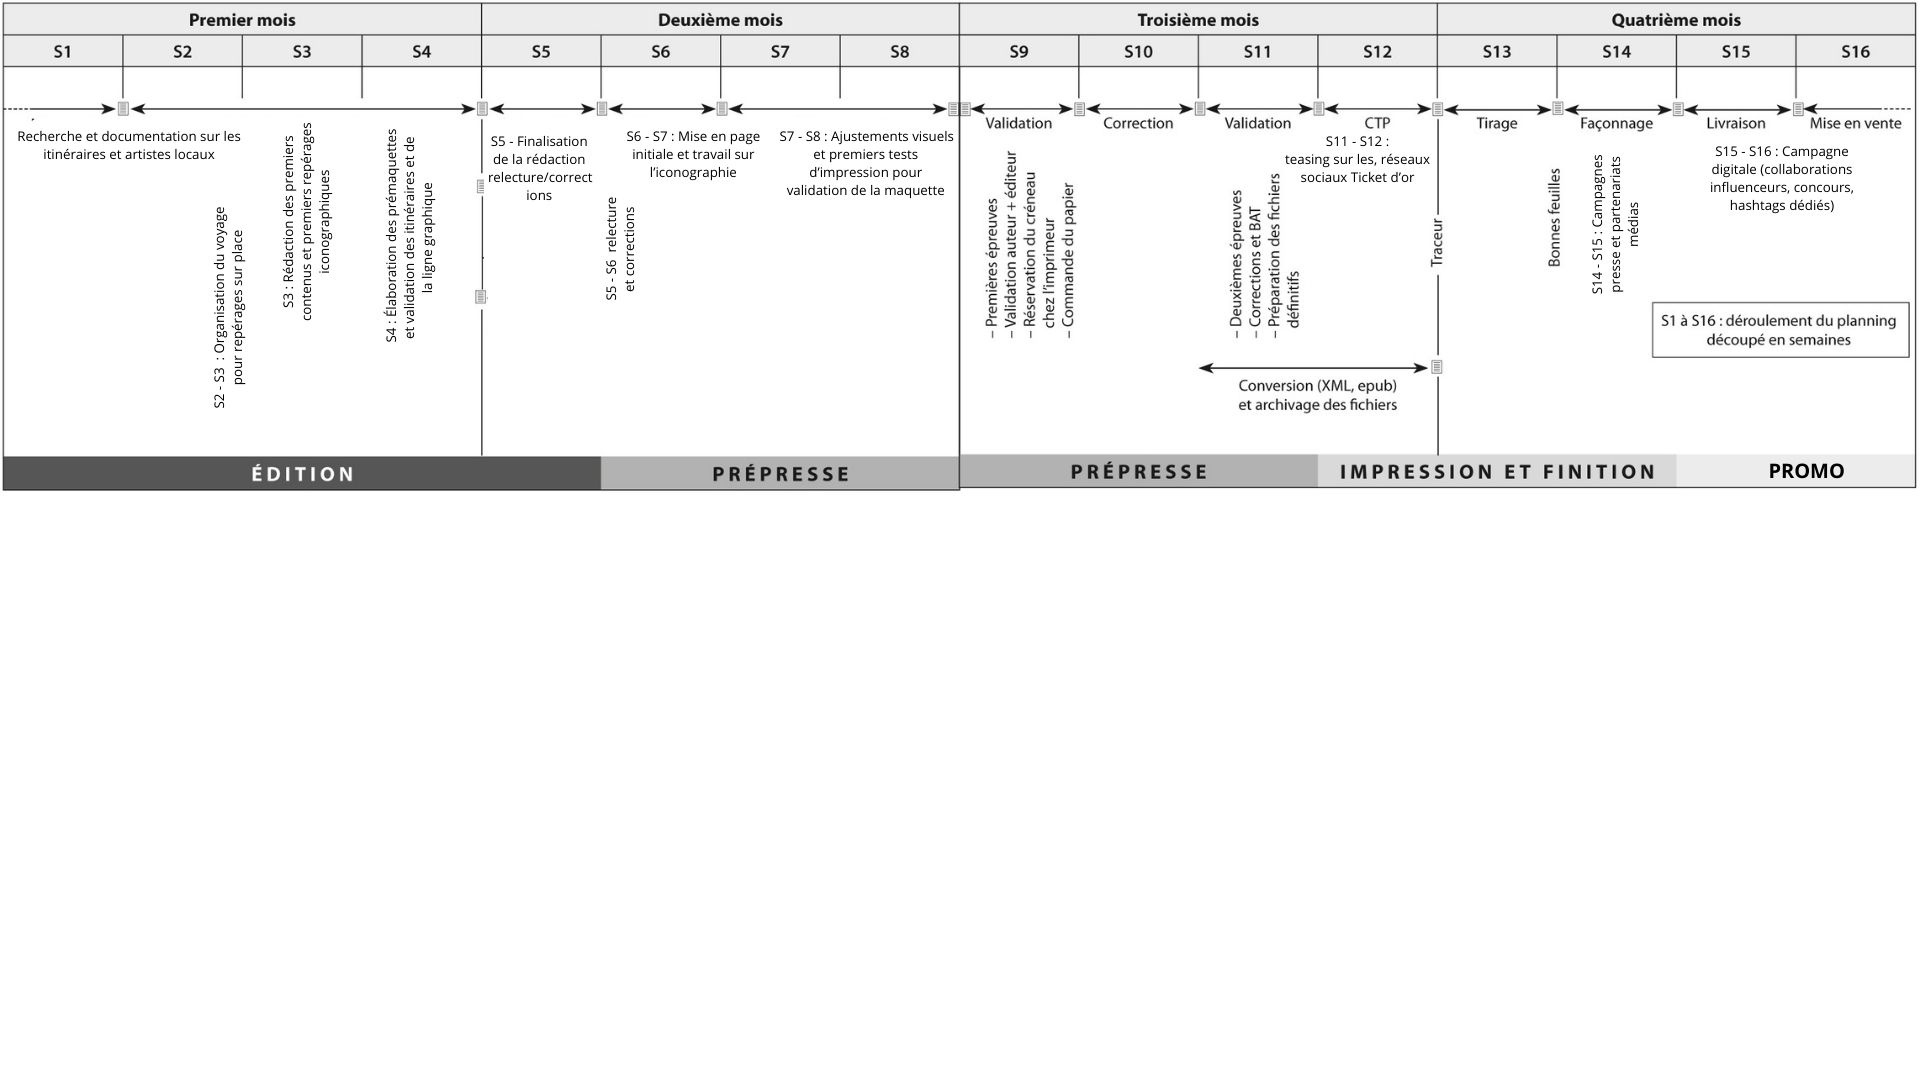 Premier mois
Deuxième mois
Troisième mois
Quatrième mois
S1
S2
S3
S4
S5
S6
S7
S8
S9
S10
S11
S12
S13
S14
S15
S16
Recherche et documentation sur les
itinéraires et artistes locaux
S2 - S3 : Organisation du voyage
pour repérages sur place
S3 : Rédaction des premiers
contenus et premiers repérages
iconographiques
S4 : Élaboration des prémaquettes
et validation des itinéraires et de
la ligne graphique
S5 - Finalisation
de la rédaction
relecture/correct
ions
S5 - S6 relecture
et corrections
S6 - S7 : Mise en page
initiale et travail sur
l’iconographie
S7 - S8 : Ajustements visuels
et premiers tests
d’impression pour
validation de la maquette
Validation
– Premières épreuves
– Validation auteur + éditeur
– Réservation du créneau
chez l’imprimeur
– Commande du papier
Correction
Validation
– Deuxièmes épreuves
– Corrections et BAT
– Préparation des fichiers
définitifs
CTP
S11 - S12 :
teasing sur les, réseaux
sociaux Ticket d’or
Conversion (XML, epub)
et archivage des fichiers
Traceur
Tirage
Bonnes feuilles
Façonnage
S14 - S15 : Campagnes
presse et partenariats
médias
Livraison
Mise en vente
S15 - S16 : Campagne
digitale (collaborations
influenceurs, concours,
hashtags dédiés)
S1 à S16 : déroulement du planning
découpé en semaines
ÉDITION
PRÉPRESSE
PRÉPRESSE
IMPRESSION ET FINITION
PROMO